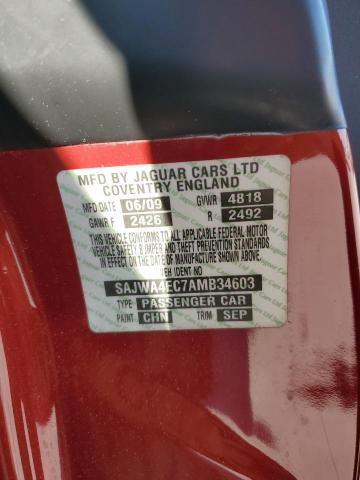 MFD BY JAGUAR CARS LTD
COVENTRY ENGLAND
MFD DATE 06/09 GVWR 4818
GAWR F 2426 R 2492
THIS VEHICLE CONFORMS TO ALL APPLICABLE FEDERAL MOTOR
VEHICLE SAFETY BUMPER AND THEFT PREVENTION STANDARDS
IN EFFECT ON THE DATE OF MANUFACTURE SHOWN ABOVE
VEH IDENT NO
SAJWA4EC7AMB34603
TYPE PASSENGER CAR
PAINT CHN TRIM SEP